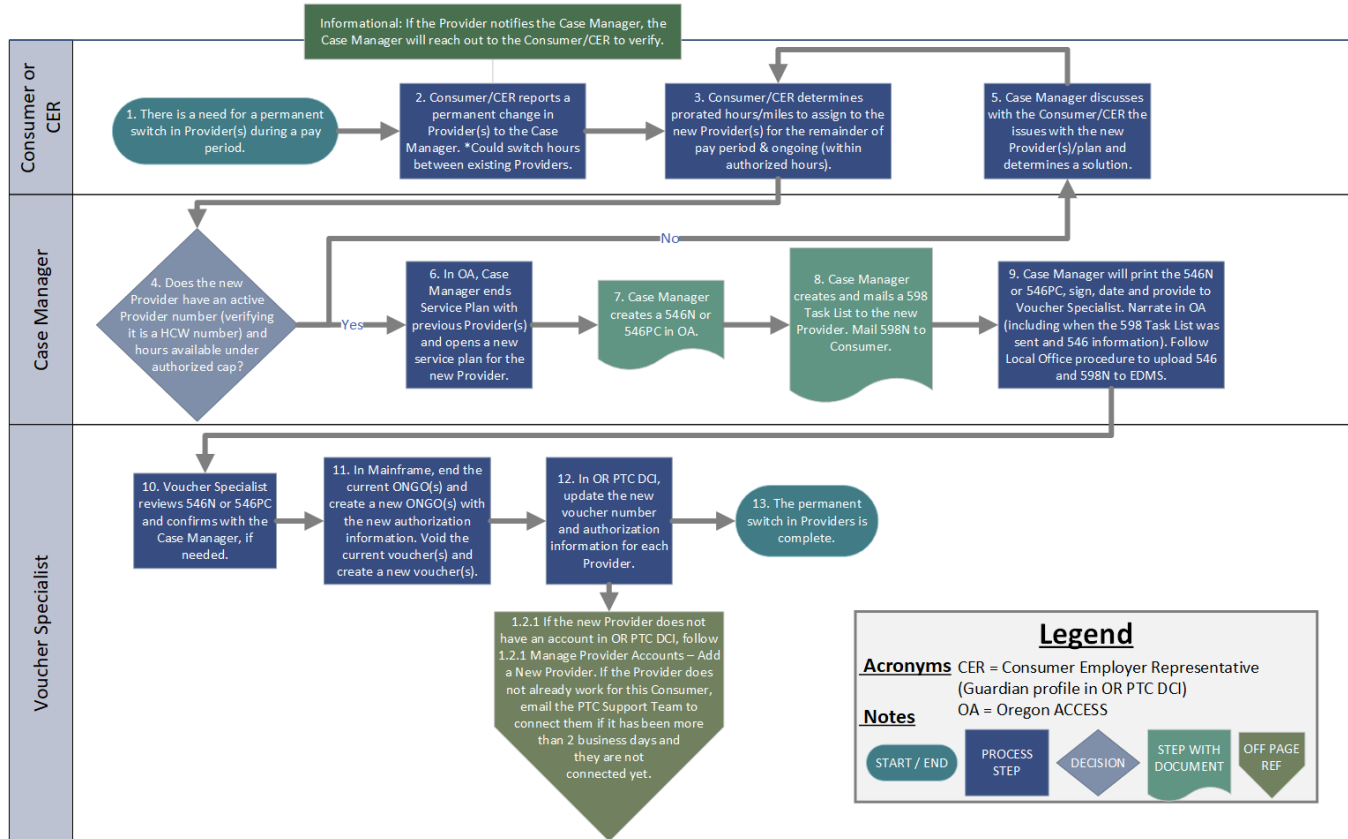 Informational: If the Provider notifies the Case Manager, the
Case Manager will reach out to the Consumer/CER to verify.
Consumer or
CER
1. There is a need for a permanent
switch in Provider(s) during a pay
period.
2. Consumer/CER reports a
permanent change in
Provider(s) to the Case
Manager. *Could switch hours
between existing Providers.
3. Consumer/CER determines
prorated hours/miles to assign to the
new Provider(s) for the remainder of
pay period & ongoing (within
authorized hours).
5. Case Manager discusses
with the Consumer/CER the
issues with the new
Provider(s)/plan and
determines a solution.
Case Manager
4. Does the new
Provider have an active
Provider number (verifying
it is a HCW number) and
hours available under
authorized cap?
No
Yes
6. In OA, Case
Manager ends
Service Plan with
previous Provider(s)
and opens a new
service plan for the
new Provider.
7. Case Manager
creates a 546N or
546PC in OA.
8. Case Manager
creates and mails a 598
Task List to the new
Provider. Mail 598N to
Consumer.
9. Case Manager will print the 546N
or 546PC, sign, date and provide to
Voucher Specialist. Narrate in OA
(including when the 598 Task List was
sent and 546 information). Follow
Local Office procedure to upload 546
and 598N to EDMS.
Voucher Specialist
10. Voucher Specialist
reviews 546N or 546PC
and confirms with the
Case Manager, if
needed.
11. In Mainframe, end the
current ONGO(s) and
create a new ONGO(s) with
the new authorization
information. Void the
current voucher(s) and
create a new voucher(s).
12. In OR PTC DCI,
update the new
voucher number
and authorization
information for each
Provider.
13. The permanent
switch in Providers is
complete.
1.2.1 If the new Provider does not
have an account in OR PTC DCI, follow
1.2.1 Manage Provider Accounts – Add
a New Provider. If the Provider does
not already work for this Consumer,
email the PTC Support Team to
connect them if it has been more
than 2 business days and
they are not
connected yet.
Legend
Acronyms CER = Consumer Employer Representative
(Guardian profile in OR PTC DCI)
OA = Oregon ACCESS
Notes
START / END
PROCESS
STEP
DECISION
STEP WITH
DOCUMENT
OFF PAGE
REF